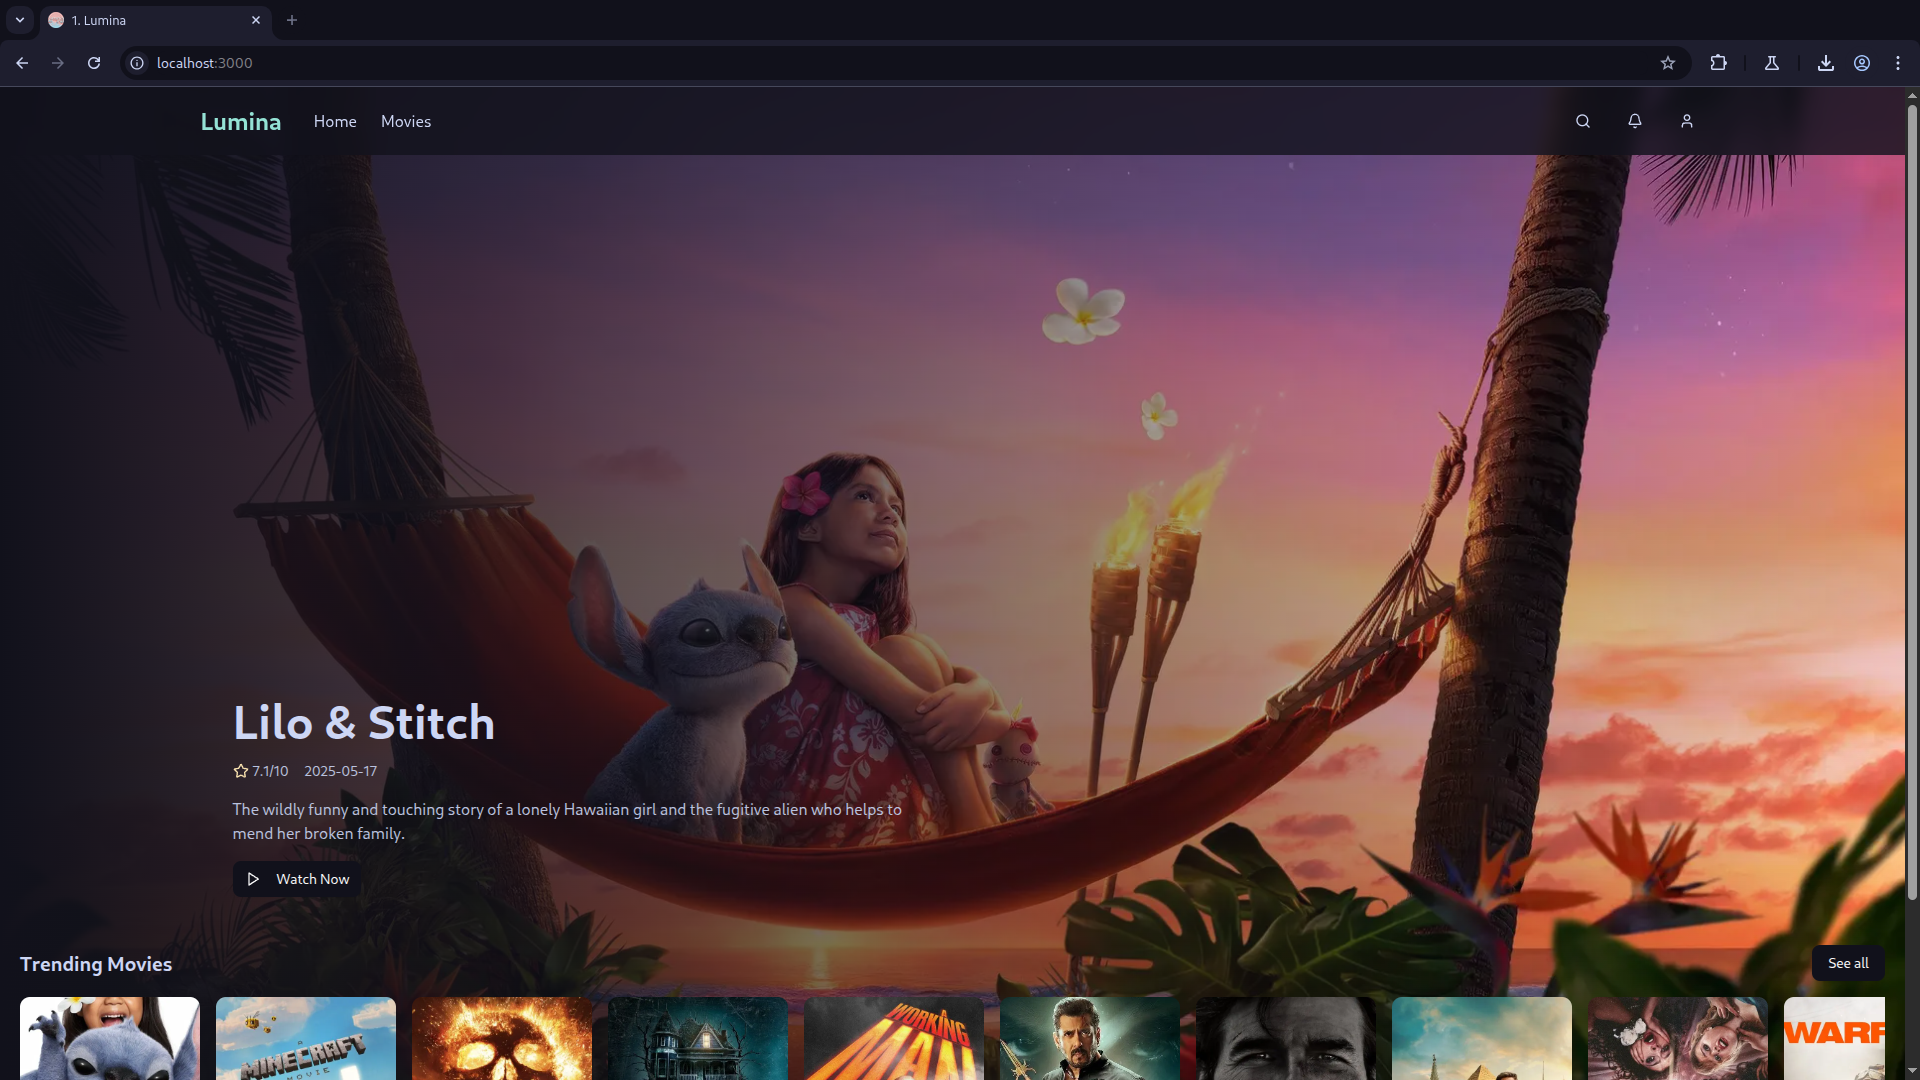 1. Lumina
localhost:3000
Lumina Home Movies
Lilo & Stitch
7.1/10 2025-05-17
The wildly funny and touching story of a lonely Hawaiian girl and the fugitive alien who helps to
mend her broken family.
Watch Now
Trending Movies
See all
A
MINECRAFT
MOVIE
A
WORKING
MAN
WARF